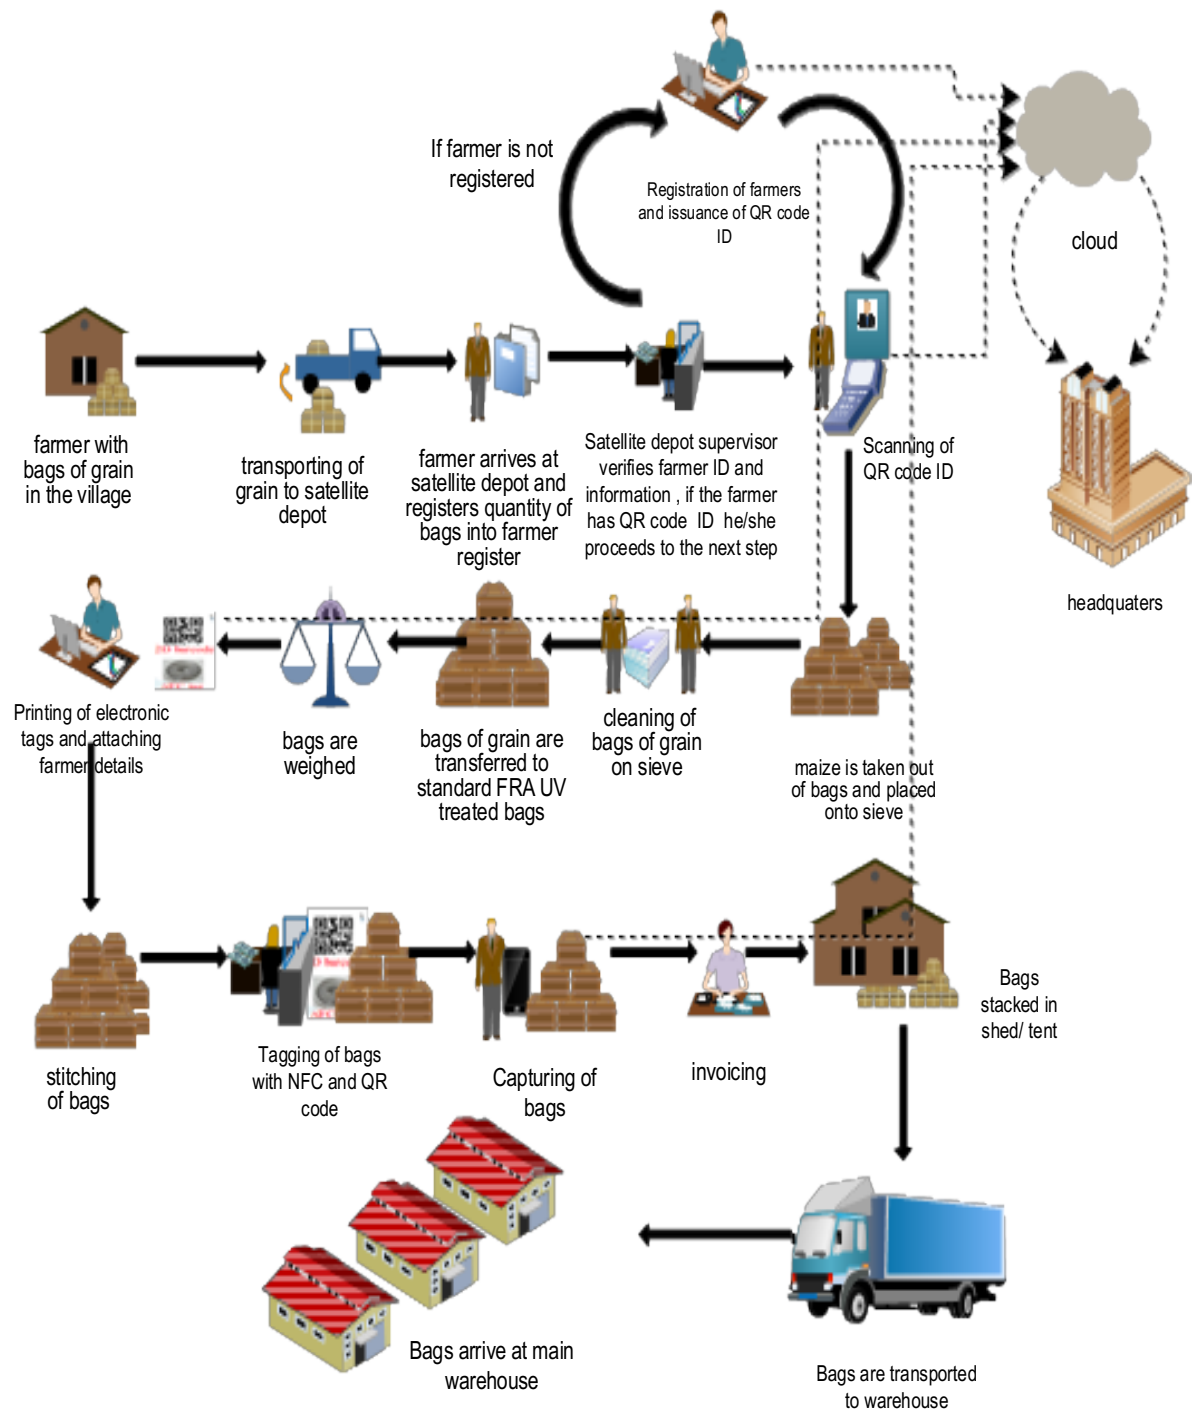 If farmer is not
registered
Registration of farmers
and issuance of QR code
ID
cloud
farmer with
bags of grain
in the village
transporting of
grain to satellite
depot
farmer arrives at
satellite depot and
registers quantity of
bags into farmer
register
Satellite depot supervisor
verifies farmer ID and
information , if the farmer
has QR code ID he/she
proceeds to the next step
Scanning of
QR code ID
headquaters
Printing of electronic
tags and attaching
farmer details
bags are
weighed
bags of grain are
transferred to
standard FRA UV
treated bags
cleaning of
bags of grain
on sieve
maize is taken out
of bags and placed
onto sieve
stitching
of bags
Tagging of bags
with NFC and QR
code
Capturing of
bags
invoicing
Bags
stacked in
shed/ tent
Bags arrive at main
warehouse
Bags are transported
to warehouse